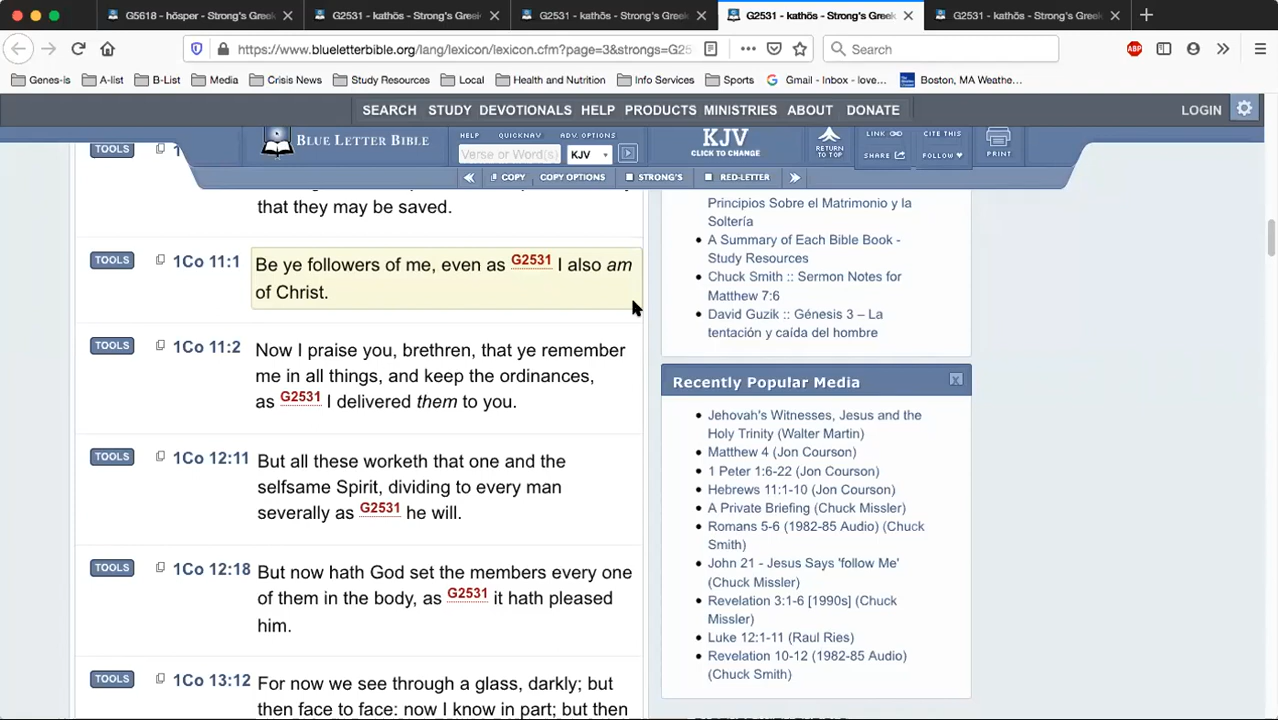 G5618 - hōsper - Strong's Greek
G2531 - kathōs - Strong's Greek
G2531 - kathōs - Strong's Greek
G2531 - kathōs - Strong's Greek
G2531 - kathōs - Strong's Greek
https://www.blueletterbible.org/lang/lexicon/lexicon.cfm?page=3&strongs=G25
Search
ABP
Genes-is
A-list
B-List
Media
Crisis News
Study Resources
Local
Health and Nutrition
Info Services
Sports
Gmail - Inbox - love...
Boston, MA Weathe...
SEARCH STUDY DEVOTIONALS HELP PRODUCTS MINISTRIES ABOUT DONATE
LOGIN
BLUE LETTER BIBLE
HELP QUICKNAV ADV. OPTIONS
Verse or Word(s) KJV
KJV
CLICK TO CHANGE
RETURN
TO TOP
LINK
SHARE
CITE THIS
FOLLOW
PRINT
COPY COPY OPTIONS STRONG'S RED-LETTER
TOOLS
that they may be saved.
TOOLS 1Co 11:1 Be ye followers of me, even as G2531 I also am
of Christ.
TOOLS 1Co 11:2 Now I praise you, brethren, that ye remember
me in all things, and keep the ordinances,
as G2531 I delivered them to you.
TOOLS 1Co 12:11 But all these worketh that one and the
selfsame Spirit, dividing to every man
severally as G2531 he will.
TOOLS 1Co 12:18 But now hath God set the members every one
of them in the body, as G2531 it hath pleased
him.
TOOLS 1Co 13:12 For now we see through a glass, darkly; but
then face to face: now I know in part; but then
Principios Sobre el Matrimonio y la
Soltería
A Summary of Each Bible Book -
Study Resources
Chuck Smith :: Sermon Notes for
Matthew 7:6
David Guzik :: Génesis 3 – La
tentación y caída del hombre
Recently Popular Media
Jehovah's Witnesses, Jesus and the
Holy Trinity (Walter Martin)
Matthew 4 (Jon Courson)
1 Peter 1:6-22 (Jon Courson)
Hebrews 11:1-10 (Jon Courson)
A Private Briefing (Chuck Missler)
Romans 5-6 (1982-85 Audio) (Chuck
Smith)
John 21 - Jesus Says 'follow Me'
(Chuck Missler)
Revelation 3:1-6 [1990s] (Chuck
Missler)
Luke 12:1-11 (Raul Ries)
Revelation 10-12 (1982-85 Audio)
(Chuck Smith)